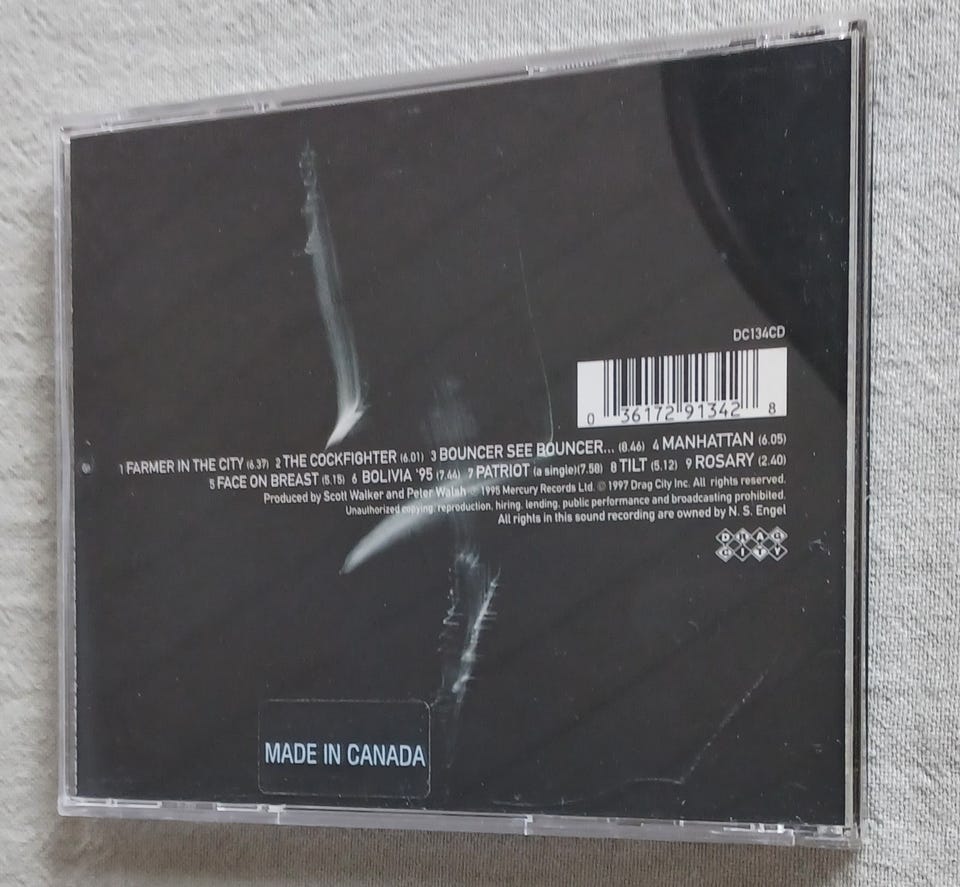 DC134CD
0 36172 91342 8
1 FARMER IN THE CITY (6.37) 2 THE COCKFIGHTER (6.01) 3 BOUNCER SEE BOUNCER... (8.46) 4 MANHATTAN (6.05)
5 FACE ON BREAST (5.15) 6 BOLIVIA '95 (7.44) 7 PATRIOT (a single)(7.58) 8 TILT (5.12) 9 ROSARY (2.40)
Produced by Scott Walker and Peter Walsh ℗ 1995 Mercury Records Ltd. © 1997 Drag City Inc. All rights reserved.
Unauthorized copying, reproduction, hiring, lending, public performance and broadcasting prohibited.
All rights in this sound recording are owned by N. S. Engel
DRAG
CITY
MADE IN CANADA